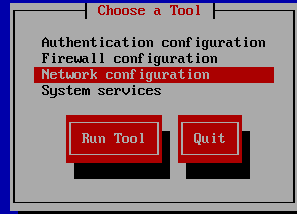 Choose a Tool
Authentication configuration
Firewall configuration
Network configuration
System services
Run Tool
Quit